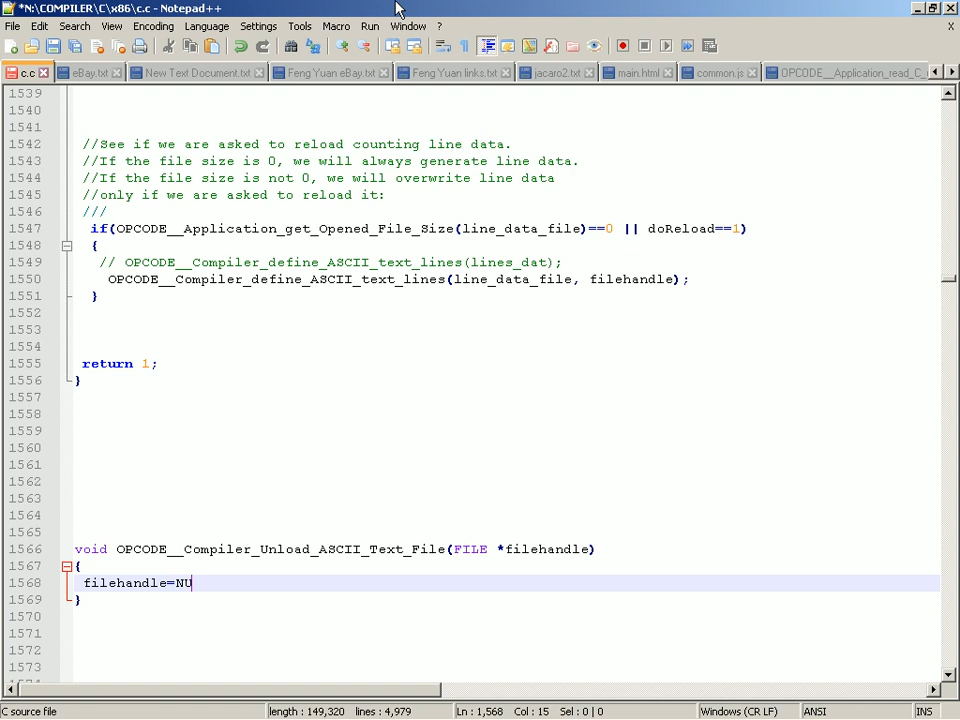 *N:\COMPILER\C\x86\c.c - Notepad++
File Edit Search View Encoding Language Settings Tools Macro Run Window ? X
c.c eBay.txt New Text Document.txt Feng Yuan eBay.txt Feng Yuan links.txt jacaro2.txt main.html common.js OPCODE__Application_read_C_
1539
1540
1541
1542 //See if we are asked to reload counting line data.
1543 //If the file size is 0, we will always generate line data.
1544 //If the file size is not 0, we will overwrite line data
1545 //only if we are asked to reload it:
1546 ///
1547 if(OPCODE__Application_get_Opened_File_Size(line_data_file)==0 || doReload==1)
1548 {
1549 // OPCODE__Compiler_define_ASCII_text_lines(lines_dat);
1550 OPCODE__Compiler_define_ASCII_text_lines(line_data_file, filehandle);
1551 }
1552
1553
1554
1555 return 1;
1556 }
1557
1558
1559
1560
1561
1562
1563
1564
1565
1566 void OPCODE__Compiler_Unload_ASCII_Text_File(FILE *filehandle)
1567 {
1568 filehandle=NU
1569 }
1570
1571
1572
1573
C source file length : 149,320 lines : 4,979 Ln : 1,568 Col : 15 Sel : 0 | 0 Windows (CR LF) ANSI INS